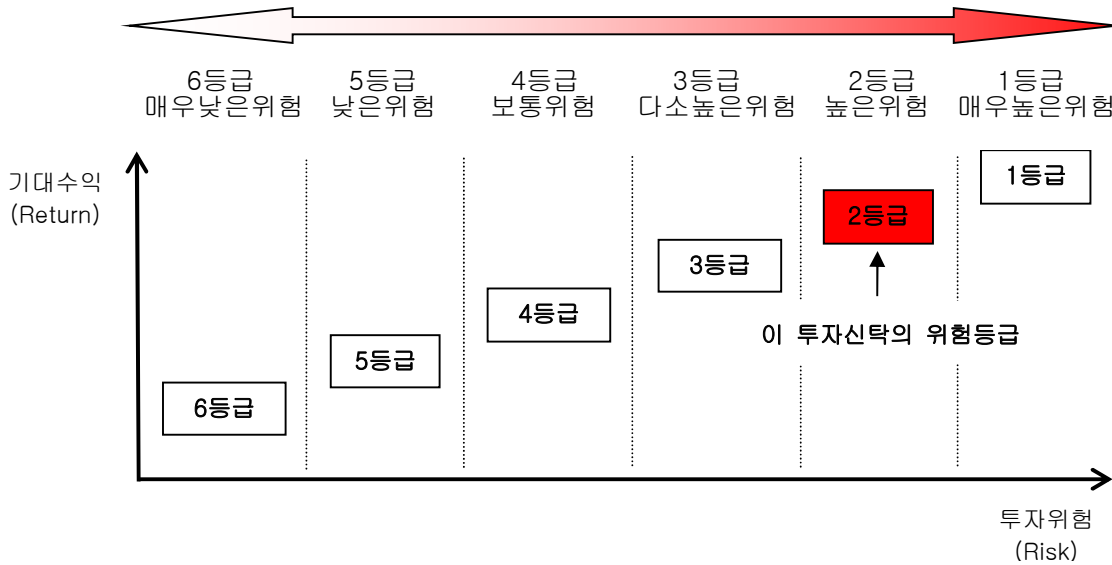 6등급 5등급 4등급 3등급 2등급 1등급
매우낮은위험 낮은위험 보통위험 다소높은위험 높은위험 매우높은위험
기대수익
(Return)
1등급
2등급
3등급
4등급
이 투자신탁의 위험등급
5등급
6등급
투자위험
(Risk)